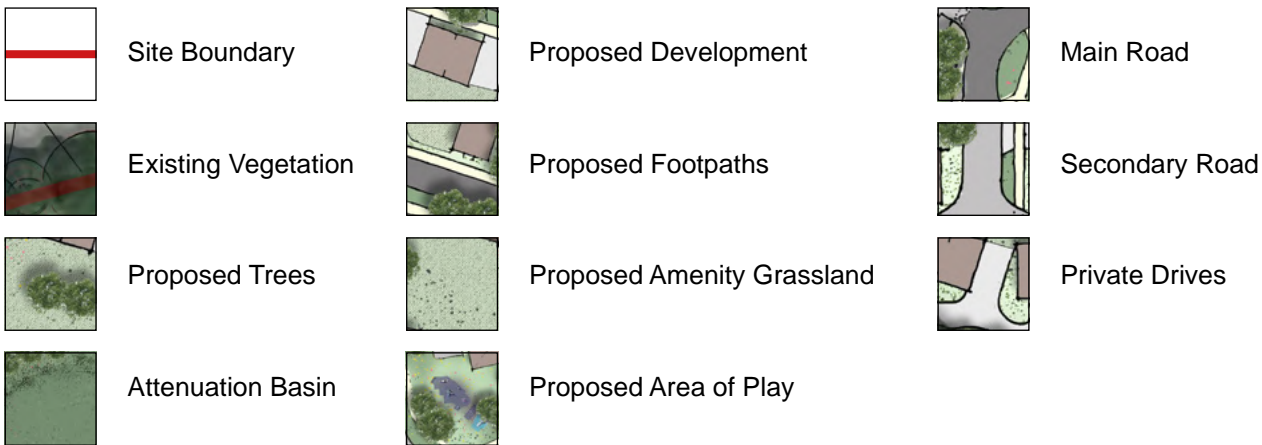 Site Boundary
Existing Vegetation
Proposed Trees
Attenuation Basin
Proposed Development
Proposed Footpaths
Proposed Amenity Grassland
Proposed Area of Play
Main Road
Secondary Road
Private Drives